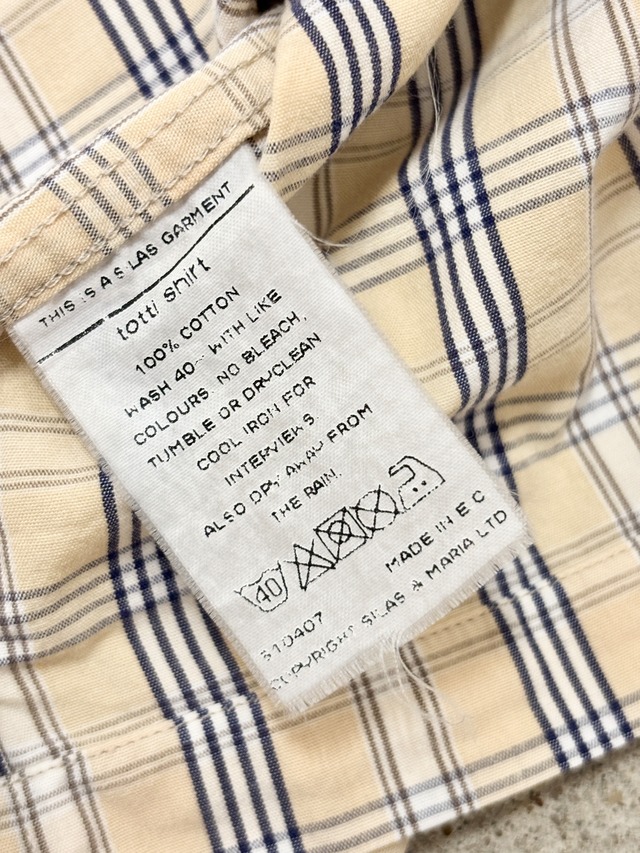 THIS IS A SILAS GARMENT
totti shirt
100% COTTON
WASH 40 WITH LIKE
COLOURS. NO BLEACH,
TUMBLE OR DRYCLEAN
COOL IRON FOR
INTERVIEWS
ALSO DRY AWAY FROM
THE RAIN.
40
MADE IN E C
510407
COPYRIGHT SILAS & MARIA LTD